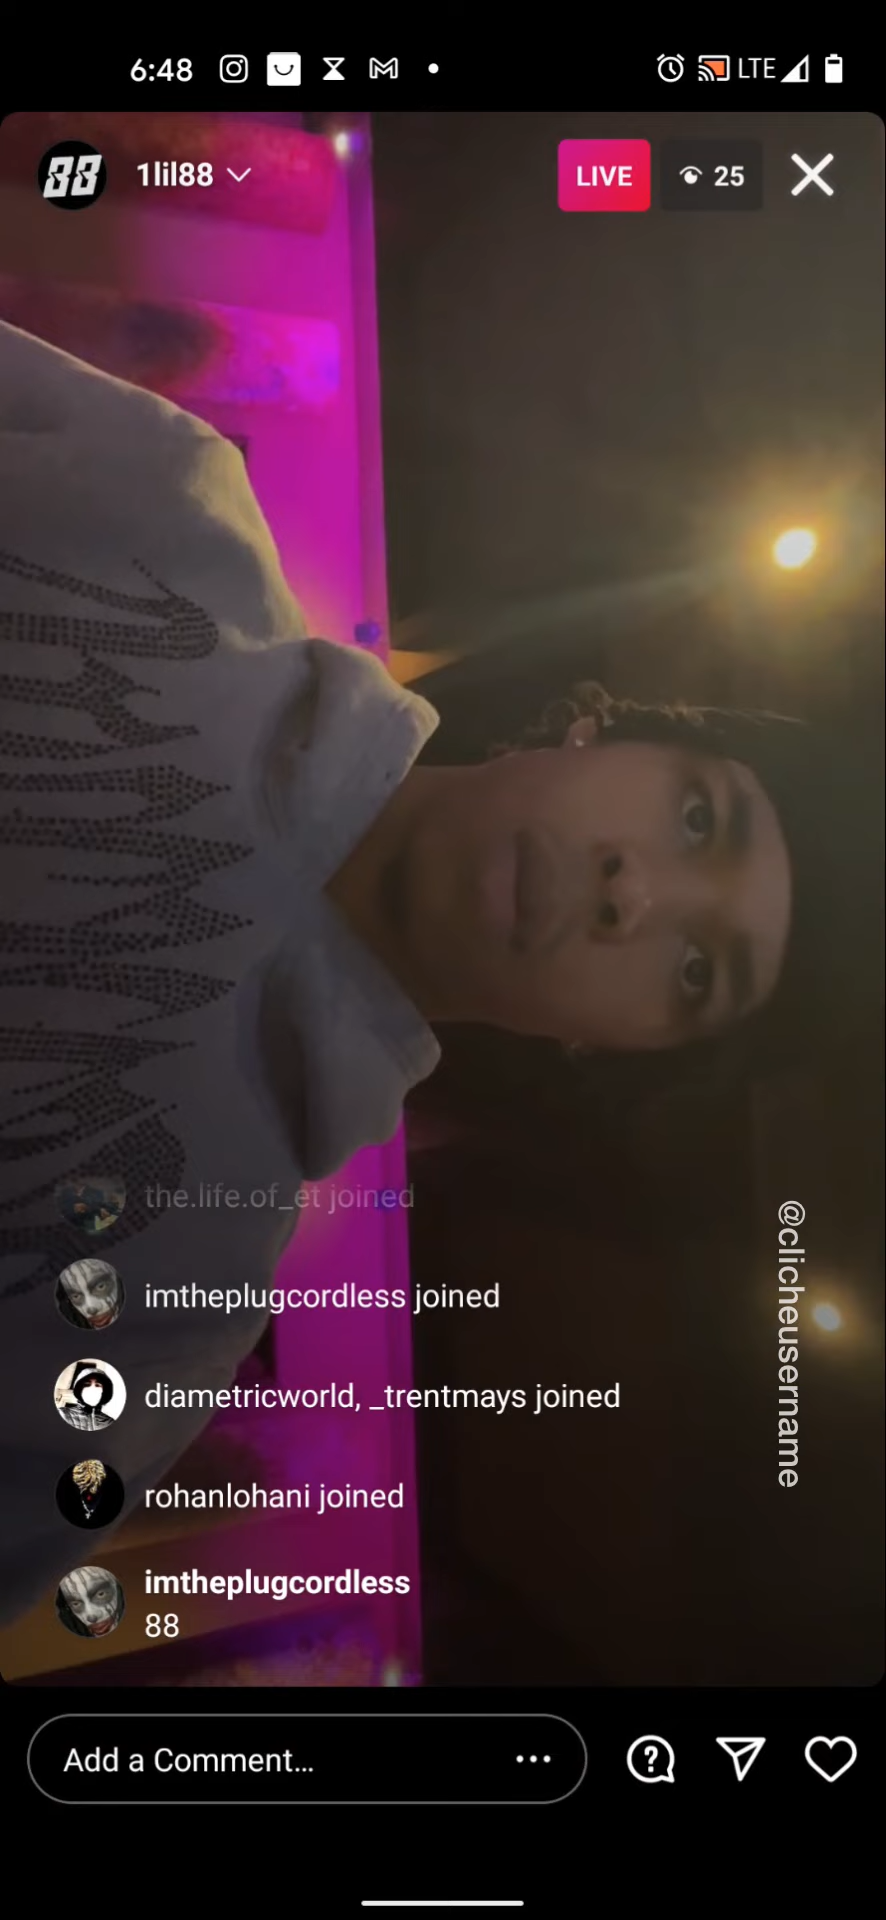 6:48
LTE
88
1lil88
LIVE
25
the.life.of_et joined
imtheplugcordless joined
diametricworld, _trentmays joined
rohanlohani joined
imtheplugcordless
88
@clicheusername
Add a Comment...